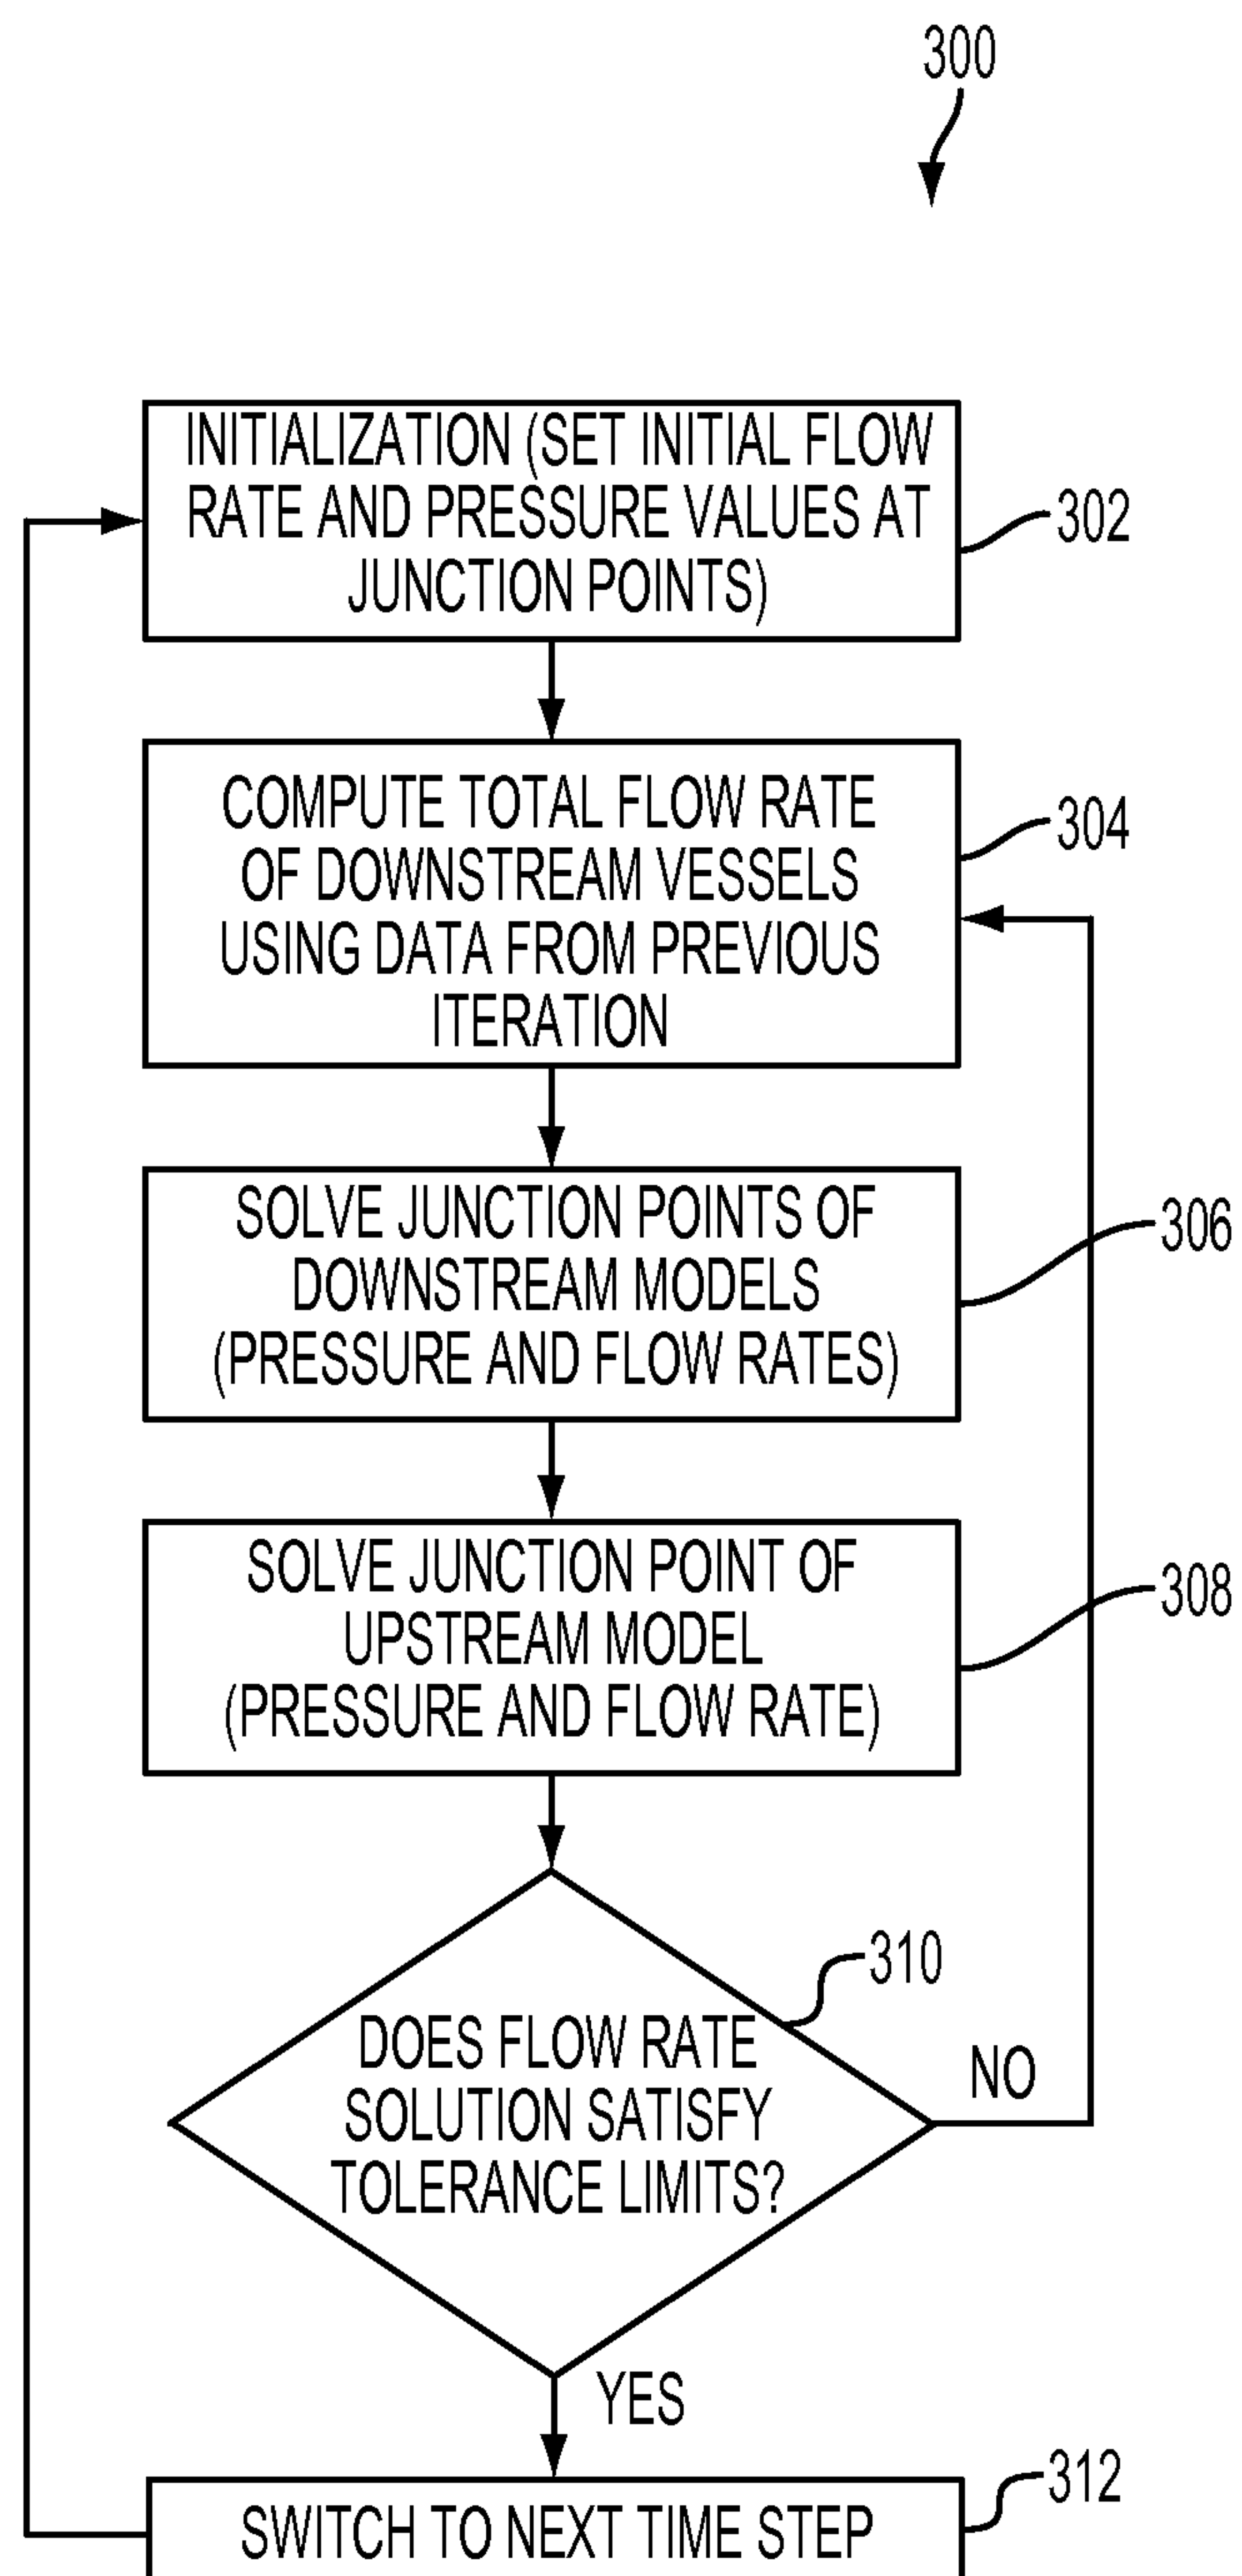 300
INITIALIZATION (SET INITIAL FLOW
RATE AND PRESSURE VALUES AT
JUNCTION POINTS)
302
COMPUTE TOTAL FLOW RATE
OF DOWNSTREAM VESSELS
USING DATA FROM PREVIOUS
ITERATION
304
SOLVE JUNCTION POINTS OF
DOWNSTREAM MODELS
(PRESSURE AND FLOW RATES)
306
SOLVE JUNCTION POINT OF
UPSTREAM MODEL
(PRESSURE AND FLOW RATE)
308
310
DOES FLOW RATE
SOLUTION SATISFY
TOLERANCE LIMITS?
NO
YES
312
SWITCH TO NEXT TIME STEP